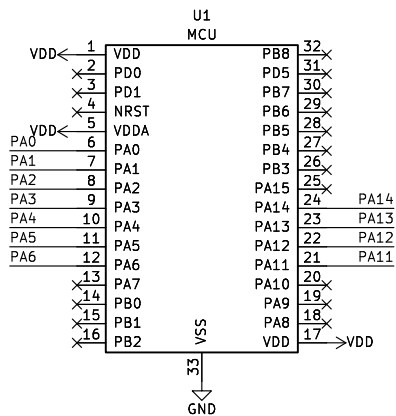 U1
MCU
VDD 1 VDD PB8 32
2 PD0 PD5 31
3 PD1 PB7 30
4 NRST PB6 29
VDD 5 VDDA PB5 28
PA0 6 PA0 PB4 27
PA1 7 PA1 PB3 26
PA2 8 PA2 PA15 25
PA3 9 PA3 PA14 24 PA14
PA4 10 PA4 PA13 23 PA13
PA5 11 PA5 PA12 22 PA12
PA6 12 PA6 PA11 21 PA11
13 PA7 PA10 20
14 PB0 PA9 19
15 PB1 PA8 18
16 PB2 VDD 17 VDD
VSS
33
GND